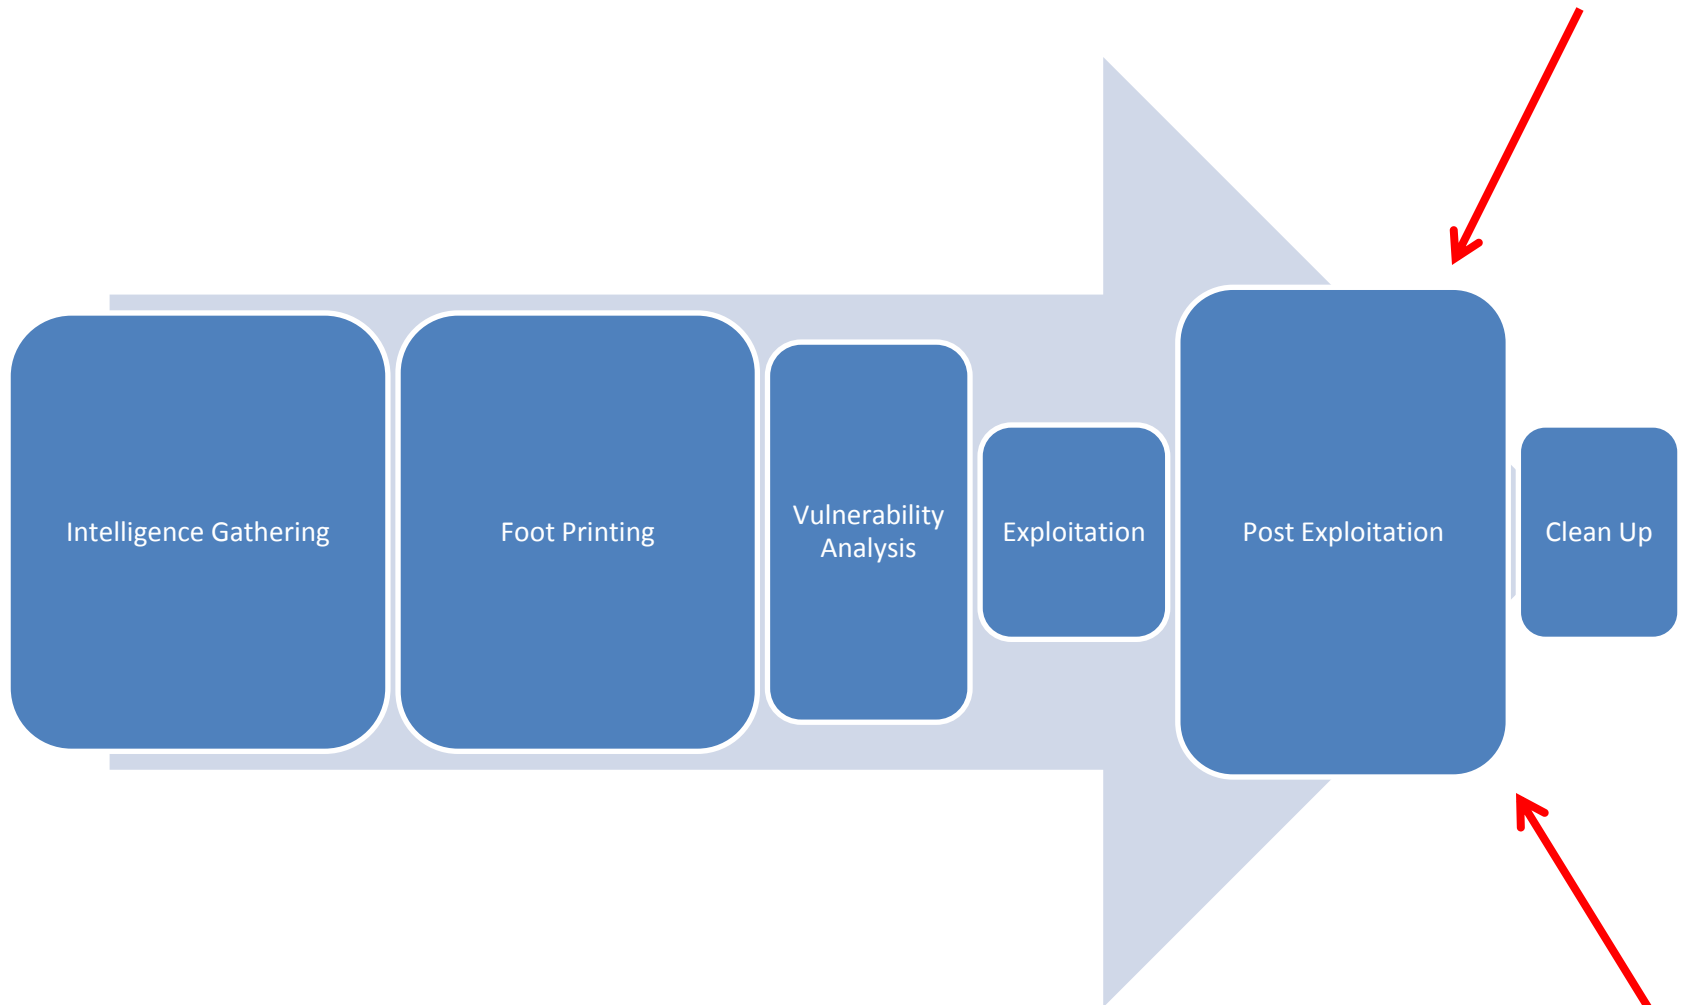 Intelligence Gathering
Foot Printing
Vulnerability
Analysis
Exploitation
Post Exploitation
Clean Up